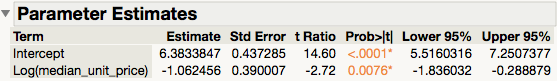 Parameter Estimates
Term Estimate Std Error t Ratio Prob>|t| Lower 95% Upper 95%
Intercept 6.3833847 0.437285 14.60 <.0001* 5.5160316 7.2507377
Log(median_unit_price) -1.062456 0.390007 -2.72 0.0076* -1.836032 -0.288879